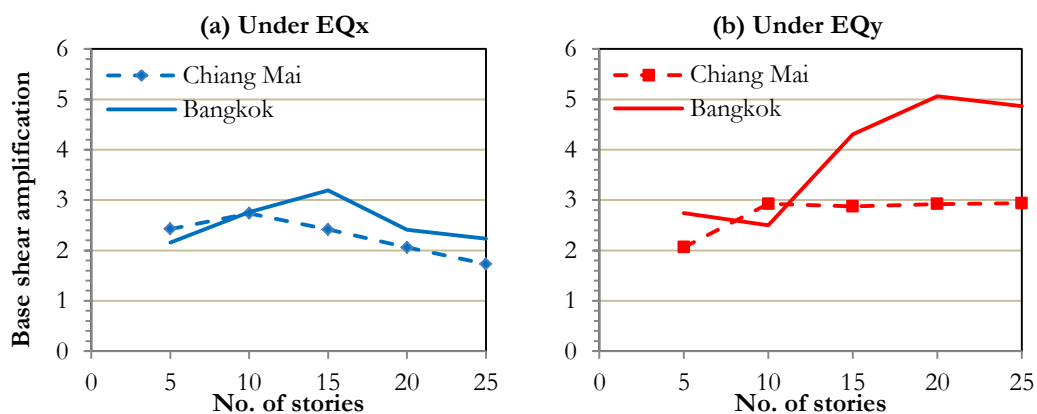 (a) Under EQx
Base shear amplification
6
5
4
3
2
1
0
Chiang Mai
Bangkok
0 5 10 15 20 25
No. of stories
(b) Under EQy
6
5
4
3
2
1
0
Chiang Mai
Bangkok
0 5 10 15 20 25
No. of stories